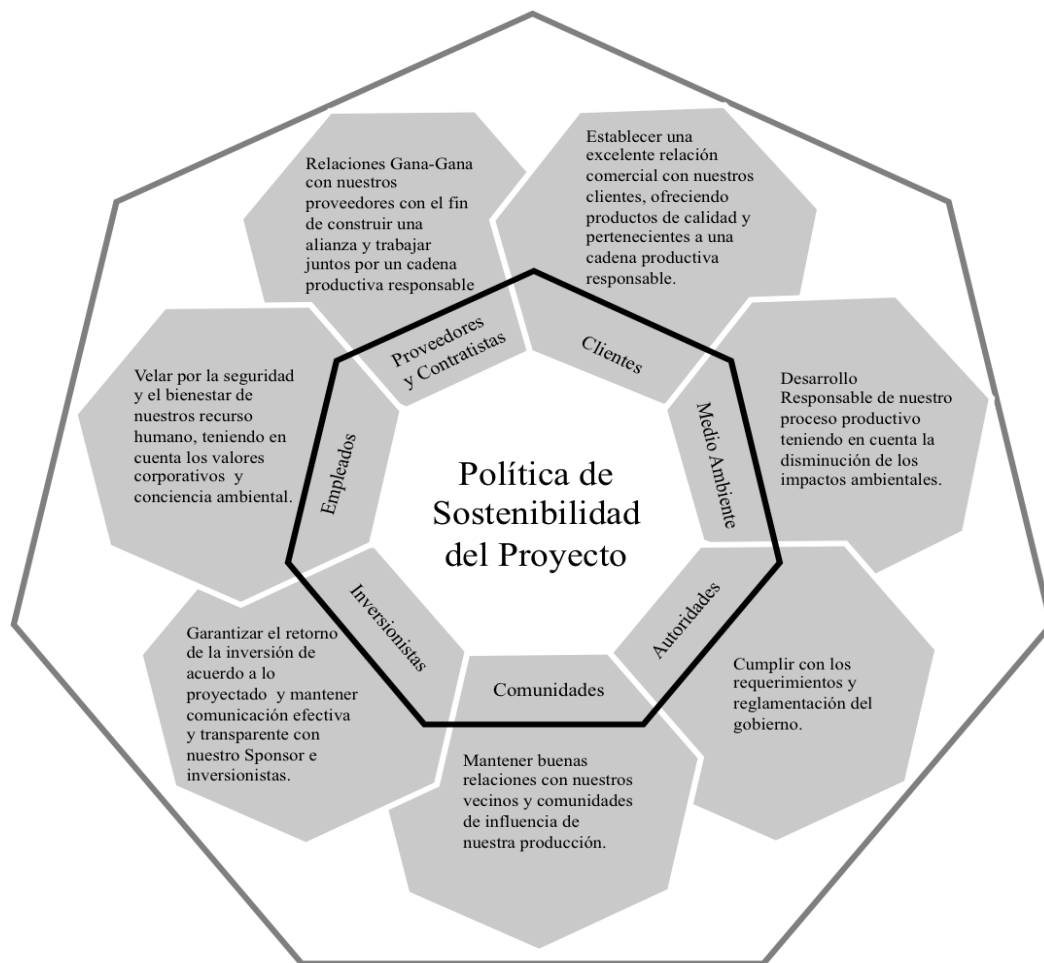 Relaciones Gana-Gana
con nuestros
proveedores con el fin
de construir una
alianza y trabajar
juntos por un cadena
productiva responsable
Establecer una
excelente relación
comercial con nuestros
clientes, ofreciendo
productos de calidad y
pertenecientes a una
cadena productiva
responsable.
Proveedores
y Contratistas
Clientes
Velar por la seguridad
y el bienestar de
nuestros recurso
humano, teniendo en
cuenta los valores
corporativos y
conciencia ambiental.
Empleados
Medio Ambiente
Desarrollo
Responsable de nuestro
proceso productivo
teniendo en cuenta la
disminución de los
impactos ambientales.
Política de
Sostenibilidad
del Proyecto
Inversionistas
Autoridades
Garantizar el retorno
de la inversión de
acuerdo a lo
proyectado y mantener
comunicación efectiva
y transparente con
nuestro Sponsor e
inversionistas.
Comunidades
Cumplir con los
requerimientos y
reglamentación del
gobierno.
Mantener buenas
relaciones con nuestros
vecinos y comunidades
de influencia de
nuestra producción.